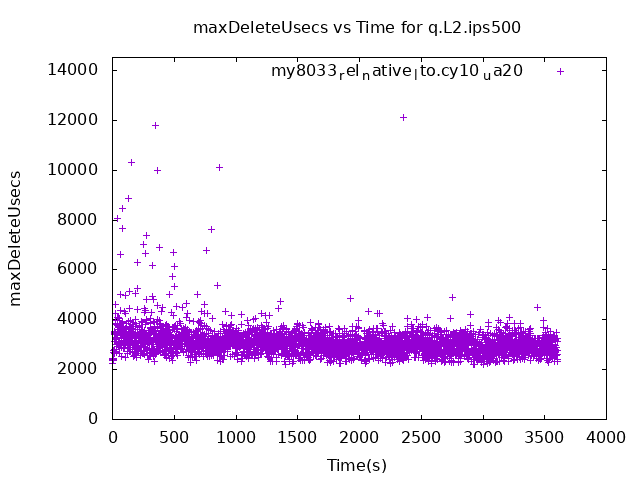 maxDeleteUsecs vs Time for q.L2.ips500
my8033rel_native_lto.cy10_ua20
14000
12000
10000
8000
6000
4000
2000
0
maxDeleteUsecs
0 500 1000 1500 2000 2500 3000 3500 4000
Time(s)